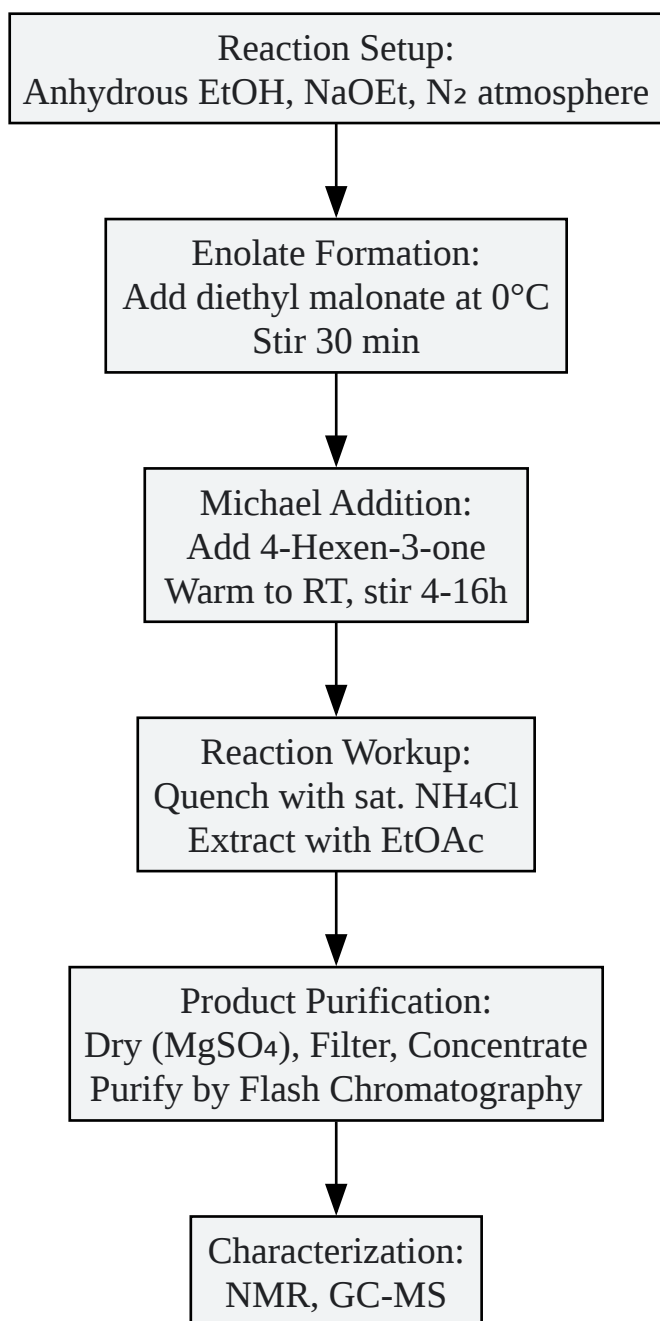 Reaction Setup:
Anhydrous EtOH, NaOEt, N₂ atmosphere
Enolate Formation:
Add diethyl malonate at 0°C
Stir 30 min
Michael Addition:
Add 4-Hexen-3-one
Warm to RT, stir 4-16h
Reaction Workup:
Quench with sat. NH₄Cl
Extract with EtOAc
Product Purification:
Dry (MgSO₄), Filter, Concentrate
Purify by Flash Chromatography
Characterization:
NMR, GC-MS